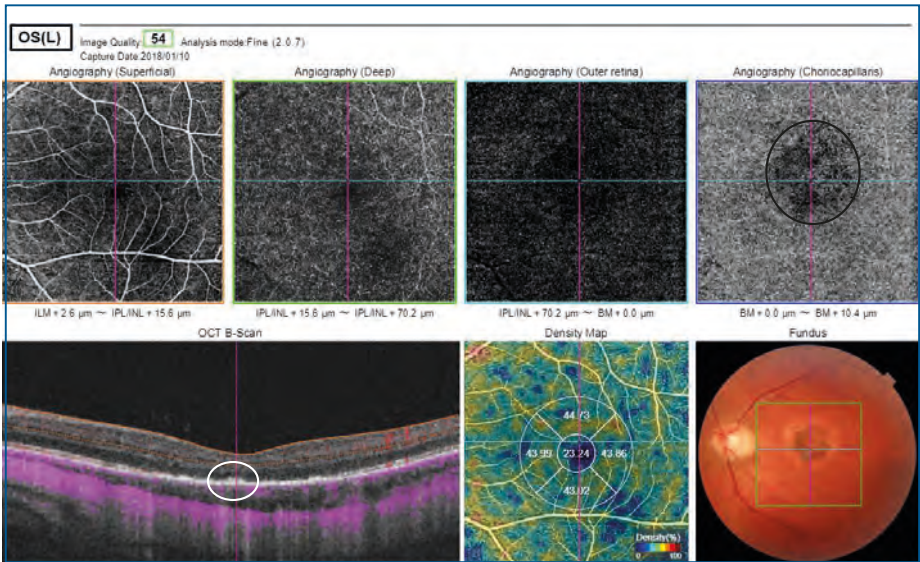 OS(L) Image Quality 54 Analysis mode:Fine (2.0.7)
Capture Date:2018/01/10
Angiography (Superficial) Angiography (Deep) Angiography (Outer retina) Angiography (Choriocapillaris)
ILM + 2.6 μm ~ IPL/INL + 15.6 μm IPL/INL + 15.6 μm ~ IPL/INL + 70.2 μm IPL/INL + 70.2 μm ~ BM + 0.0 μm BM + 0.0 μm ~ BM + 10.4 μm
OCT B-Scan Density Map Fundus
44.73
43.99 23.24 43.86
43.02
Density(%)
0 100